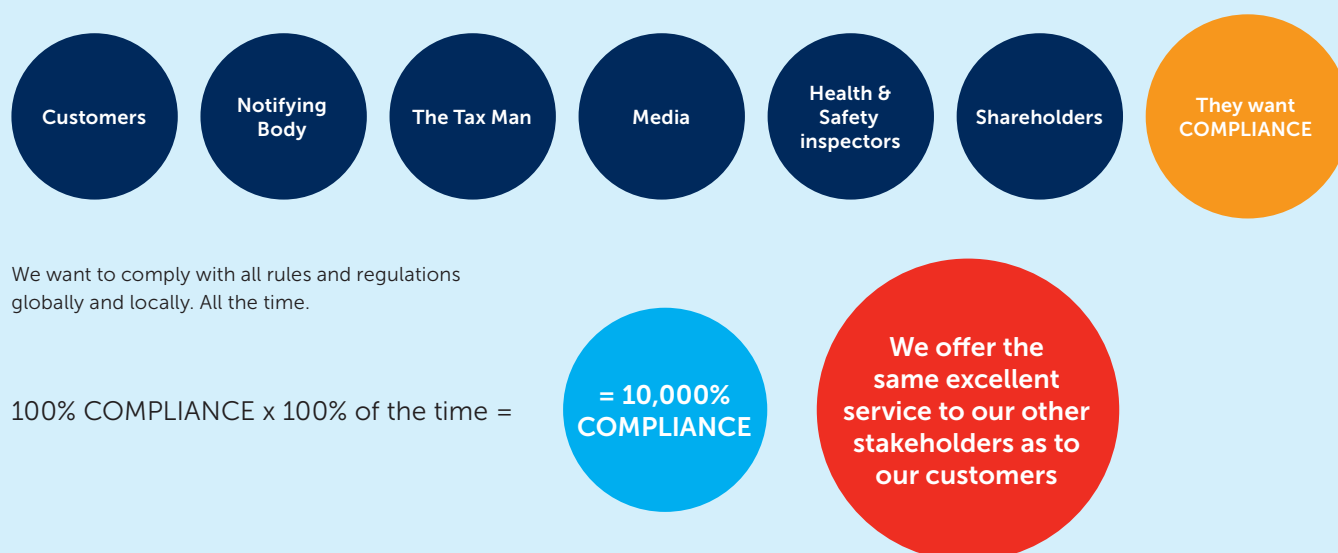 Customers
Notifying
Body
The Tax Man
Media
Health &
Safety
inspectors
Shareholders
They want
COMPLIANCE
We want to comply with all rules and regulations
globally and locally. All the time.
100% COMPLIANCE x 100% of the time =
= 10,000%
COMPLIANCE
We offer the
same excellent
service to our other
stakeholders as to
our customers